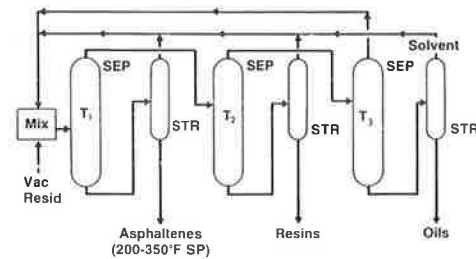 Solvent
SEP
SEP
SEP
T₁
T₂
T₃
Mix
STR
STR
STR
Vac
Resid
Asphaltenes
(200-350°F SP)
Resins
Oils